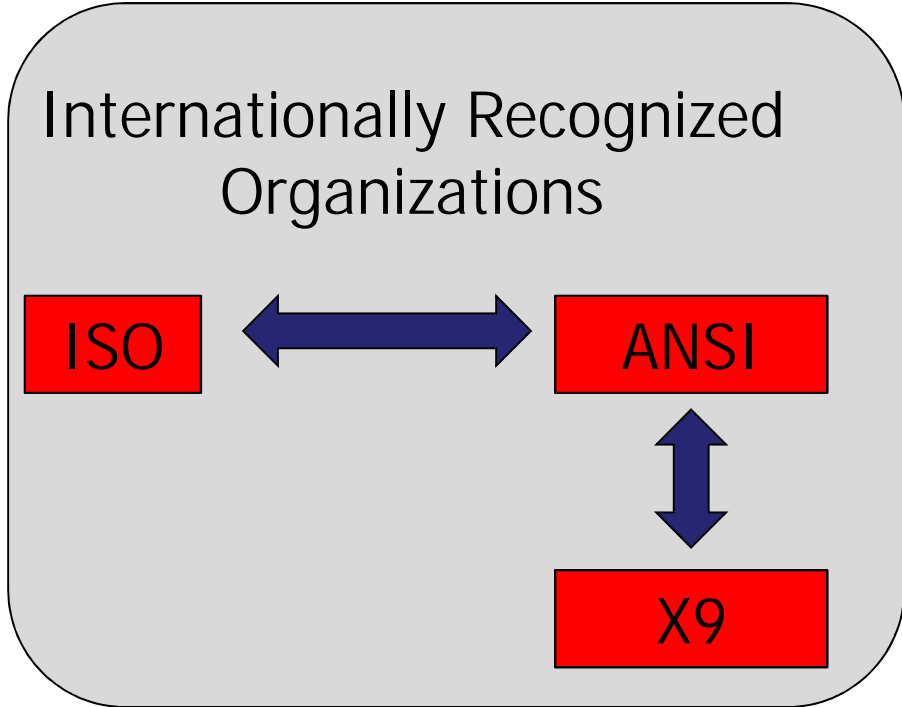 Internationally Recognized
Organizations
ISO
ANSI
X9